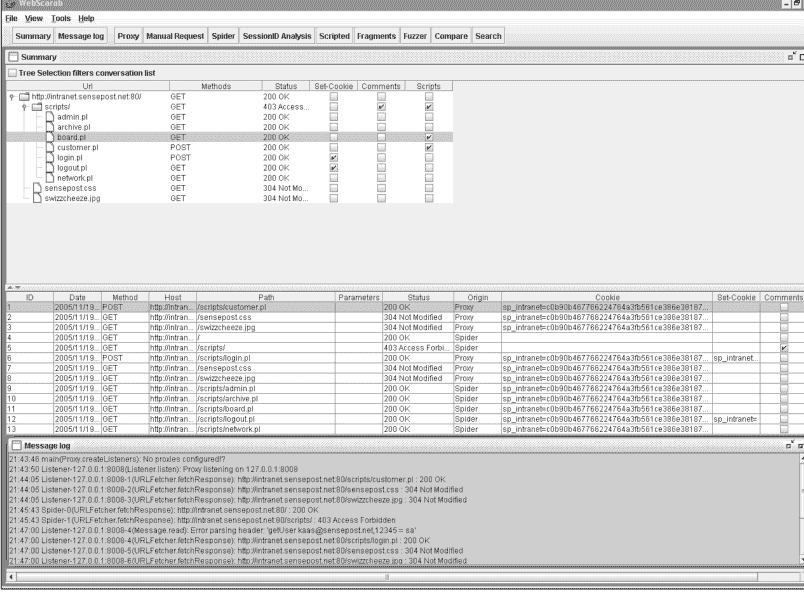 WebScarab
File View Tools Help
Summary Message log Proxy Manual Request Spider SessionID Analysis Scripted Fragments Fuzzer Compare Search
Summary
Tree Selection filters conversation list
Url Methods Status Set-Cookie Comments Scripts
http://intranet.sensepost.net:80/ GET 200 OK
scripts/ GET 403 Access...
admin.pl GET 200 OK
archive.pl GET 200 OK
board.pl GET 200 OK
customer.pl POST 200 OK
login.pl POST 200 OK
logout.pl GET 200 OK
network.pl GET 200 OK
sensepost.css GET 304 Not Mo...
swizzcheeze.jpg GET 304 Not Mo...
ID Date Method Host Path Parameters Status Origin Cookie Set-Cookie Comments
1 2005/11/19... POST http://intran... /scripts/customer.pl 200 OK Proxy sp_intranet=c0b90b467766224764a3fb561ce386e38187...
2 2005/11/19... GET http://intran... /sensepost.css 304 Not Modified Proxy sp_intranet=c0b90b467766224764a3fb561ce386e38187...
3 2005/11/19... GET http://intran... /swizzcheeze.jpg 304 Not Modified Proxy sp_intranet=c0b90b467766224764a3fb561ce386e38187...
4 2005/11/19... GET http://intran... / 200 OK Spider
5 2005/11/19... GET http://intran... /scripts/ 403 Access Forbi... Spider
6 2005/11/19... POST http://intran... /scripts/login.pl 200 OK Proxy sp_intranet=c0b90b467766224764a3fb561ce386e38187... sp_intranet...
7 2005/11/19... GET http://intran... /sensepost.css 304 Not Modified Proxy sp_intranet=c0b90b467766224764a3fb561ce386e38187...
8 2005/11/19... GET http://intran... /swizzcheeze.jpg 304 Not Modified Proxy sp_intranet=c0b90b467766224764a3fb561ce386e38187...
9 2005/11/19... GET http://intran... /scripts/admin.pl 200 OK Spider sp_intranet=c0b90b467766224764a3fb561ce386e38187...
10 2005/11/19... GET http://intran... /scripts/archive.pl 200 OK Spider sp_intranet=c0b90b467766224764a3fb561ce386e38187...
11 2005/11/19... GET http://intran... /scripts/board.pl 200 OK Spider sp_intranet=c0b90b467766224764a3fb561ce386e38187...
12 2005/11/19... GET http://intran... /scripts/logout.pl 200 OK Spider sp_intranet=c0b90b467766224764a3fb561ce386e38187... sp_intranet=
13 2005/11/19... GET http://intran... /scripts/network.pl 200 OK Spider sp_intranet=c0b90b467766224764a3fb561ce386e38187...
Message log
21:43:46 main(Proxy.createListeners): No proxies configured!?
21:43:50 Listener-127.0.0.1:8008(Listener.listen): Proxy listening on 127.0.0.1:8008
21:44:05 Listener-127.0.0.1:8008-1(URLFetcher.fetchResponse): http://intranet.sensepost.net:80/scripts/customer.pl : 200 OK
21:44:05 Listener-127.0.0.1:8008-2(URLFetcher.fetchResponse): http://intranet.sensepost.net:80/sensepost.css : 304 Not Modified
21:44:05 Listener-127.0.0.1:8008-3(URLFetcher.fetchResponse): http://intranet.sensepost.net:80/swizzcheeze.jpg : 304 Not Modified
21:45:43 Spider-0(URLFetcher.fetchResponse): http://intranet.sensepost.net:80/ : 200 OK
21:45:43 Spider-1(URLFetcher.fetchResponse): http://intranet.sensepost.net:80/scripts/ : 403 Access Forbidden
21:47:00 Listener-127.0.0.1:8008-4(Message.read): Error parsing header: 'getUser kaas@sensepost.net,12345 = sa'
21:47:00 Listener-127.0.0.1:8008-4(URLFetcher.fetchResponse): http://intranet.sensepost.net:80/scripts/login.pl : 200 OK
21:47:00 Listener-127.0.0.1:8008-5(URLFetcher.fetchResponse): http://intranet.sensepost.net:80/sensepost.css : 304 Not Modified
21:47:00 Listener-127.0.0.1:8008-6(URLFetcher.fetchResponse): http://intranet.sensepost.net:80/swizzcheeze.jpg : 304 Not Modified